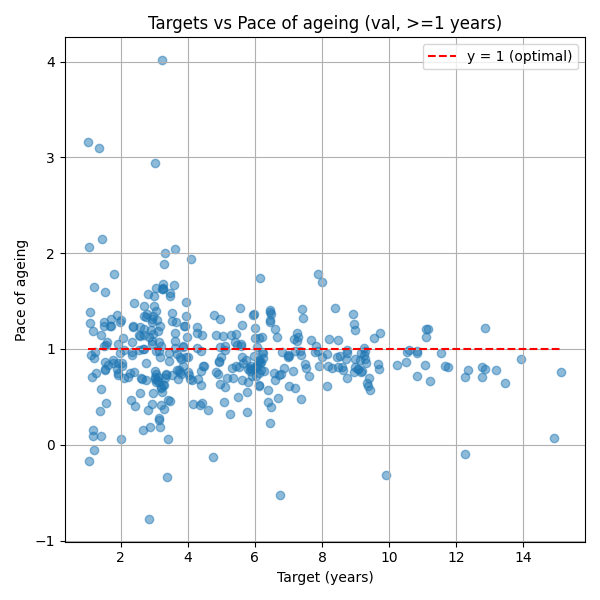 Targets vs Pace of ageing (val, >=1 years)
y = 1 (optimal)
4
3
2
1
0
−1
Pace of ageing
2 4 6 8 10 12 14
Target (years)